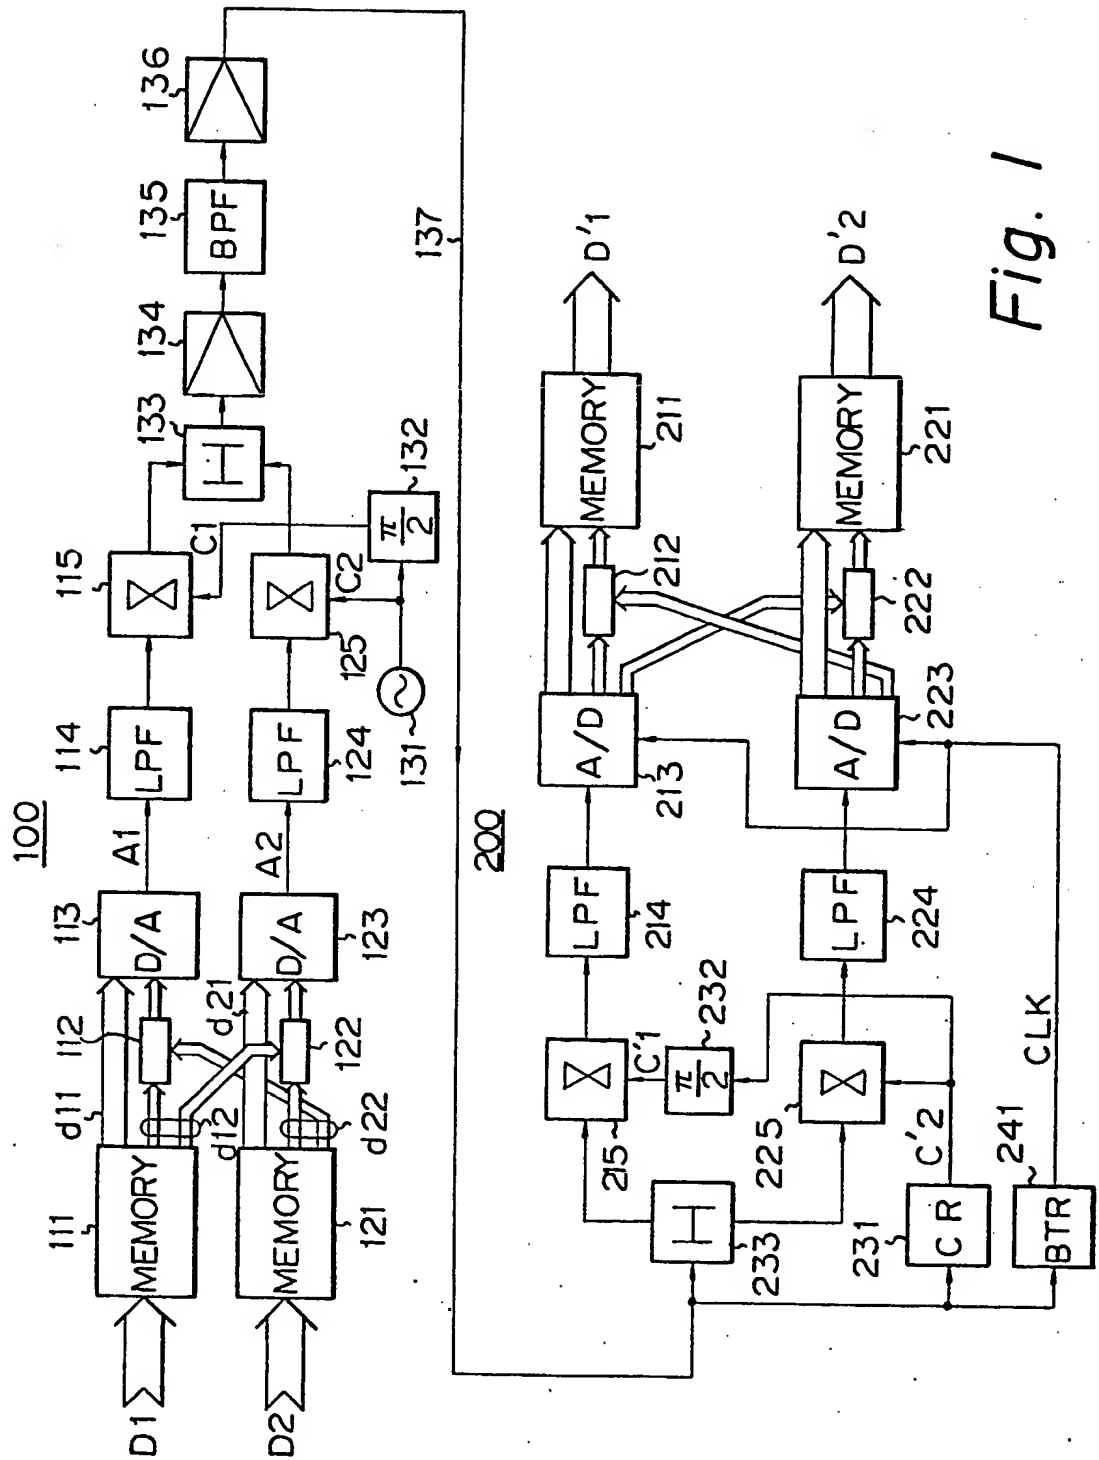 100
D1
111
MEMORY
d11
d12
112
113
D/A
A1
114
LPF
115
C1
133
H
134
135
BPF
136
D2
MEMORY
121
d21
d22
122
D/A
123
A2
LPF
124
125
C2
131
π/2
132
137
200
H
233
215
C'1
π/2
232
LPF
214
A/D
213
212
MEMORY
211
D'1
225
LPF
224
A/D
223
222
MEMORY
221
D'2
231
CR
C'2
241
BTR
CLK
Fig. 1